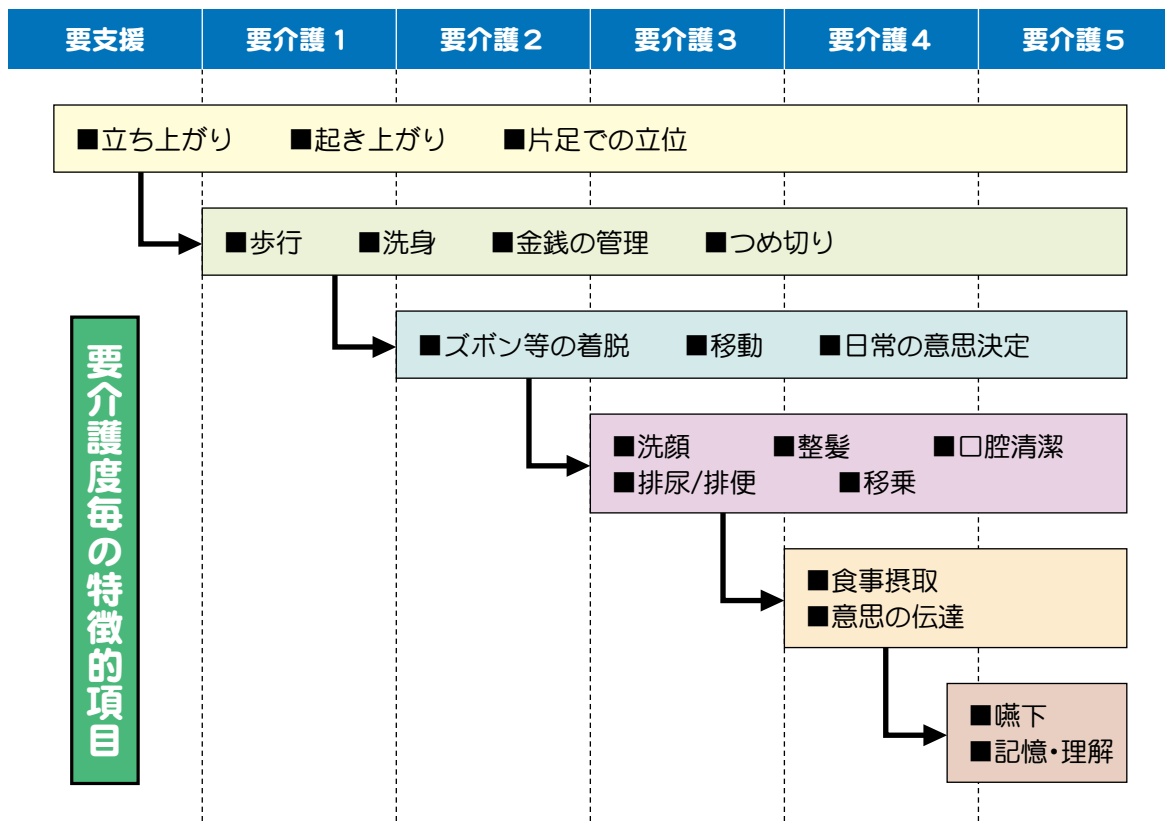 要支援 要介護1 要介護2 要介護3 要介護4 要介護5
■立ち上がり ■起き上がり ■片足での立位
■歩行 ■洗身 ■金銭の管理 ■つめ切り
■ズボン等の着脱 ■移動 ■日常の意思決定
■洗顔 ■整髪 ■口腔清潔
■排尿/排便 ■移乗
■食事摂取
■意思の伝達
■嚥下
■記憶・理解
要介護度毎の特徴的項目